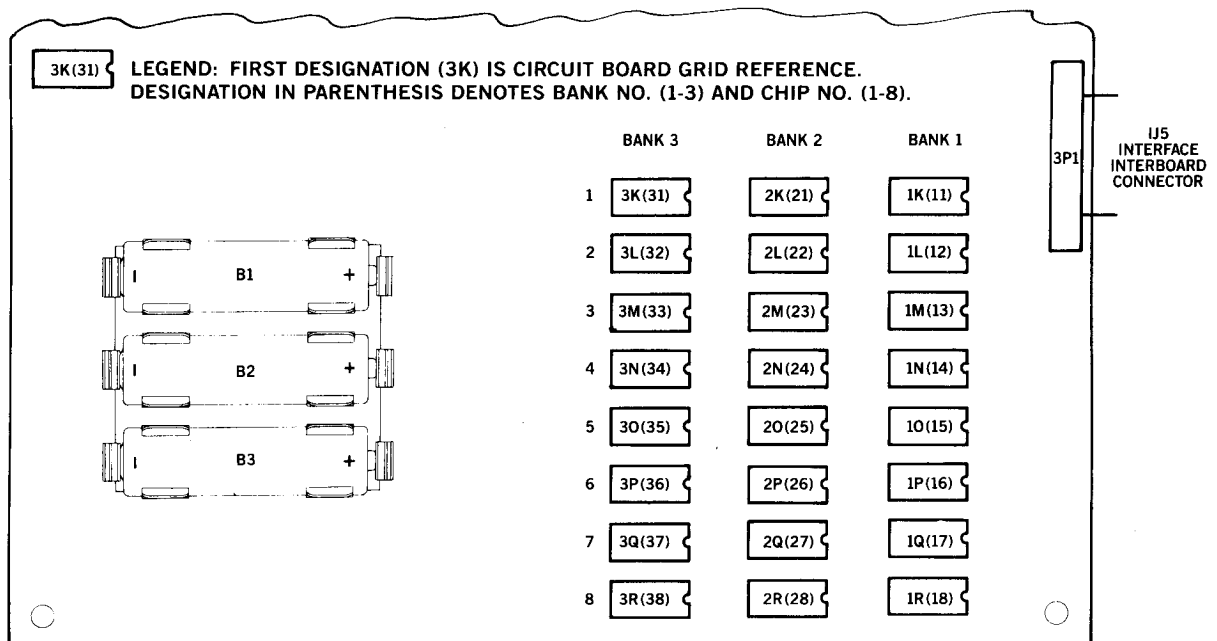 3K(31) LEGEND: FIRST DESIGNATION (3K) IS CIRCUIT BOARD GRID REFERENCE.
DESIGNATION IN PARENTHESIS DENOTES BANK NO. (1-3) AND CHIP NO. (1-8).
BANK 3 BANK 2 BANK 1
3P1
IJ5
INTERFACE
INTERBOARD
CONNECTOR
1 3K(31) 2K(21) 1K(11)
2 3L(32) 2L(22) 1L(12)
3 3M(33) 2M(23) 1M(13)
4 3N(34) 2N(24) 1N(14)
5 3O(35) 2O(25) 1O(15)
6 3P(36) 2P(26) 1P(16)
7 3Q(37) 2Q(27) 1Q(17)
8 3R(38) 2R(28) 1R(18)
- B1 +
- B2 +
- B3 +